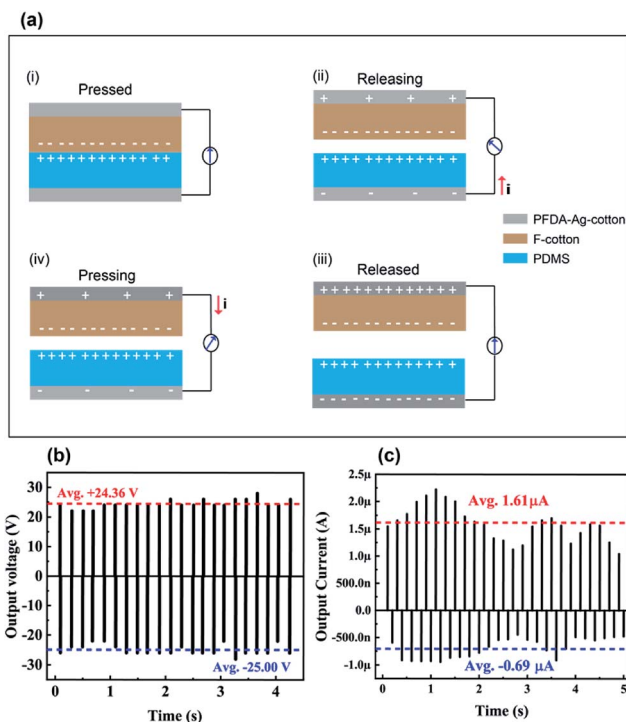 (a)
(i)
Pressed
- - - - - - - - - - - -
+ + + + + + + + + + + + +
(ii)
Releasing
+ + + +
- - - - - - - - - - - -
+ + + + + + + + + + + + +
- - - -
i
PFDA-Ag-cotton
F-cotton
PDMS
(iv)
Pressing
+ + + +
i
- - - - - - - - - - - -
+ + + + + + + + + + + + +
- - - -
(iii)
Released
+ + + + + + + + + + + + +
- - - - - - - - - - - -
+ + + + + + + + + + + + +
- - - - - - - - - - - -
(b)
Output voltage (V)
30
20
10
0
-10
-20
-30
Avg. +24.36 V
Avg. -25.00 V
0 1 2 3 4
Time (s)
(c)
Output Current (A)
2.5μ
2.0μ
1.5μ
1.0μ
500.0n
0.0
-500.0n
-1.0μ
Avg. 1.61μA
Avg. -0.69 μA
0 1 2 3 4 5
Time (s)